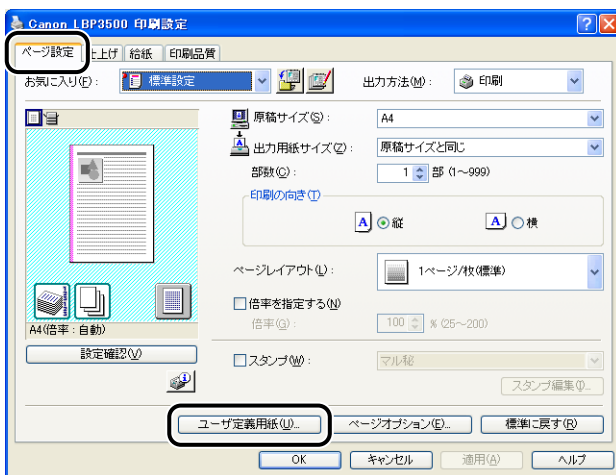 Canon LBP3500 印刷設定
ページ設定 仕上げ 給紙 印刷品質
お気に入り(F): 標準設定 出力方法(M): 印刷
原稿サイズ(S): A4
出力用紙サイズ(Z): 原稿サイズと同じ
部数(C): 1 部 (1～999)
印刷の向き(T)
A 縦 A 横
ページレイアウト(L): 1ページ/枚(標準)
倍率を指定する(N)
倍率(G): 100 % (25～200)
A4(倍率：自動)
設定確認(V)
スタンプ(W): マル秘
スタンプ編集(I)...
ユーザ定義用紙(U)... ページオプション(E)... 標準に戻す(R)
OK キャンセル 適用(A) ヘルプ